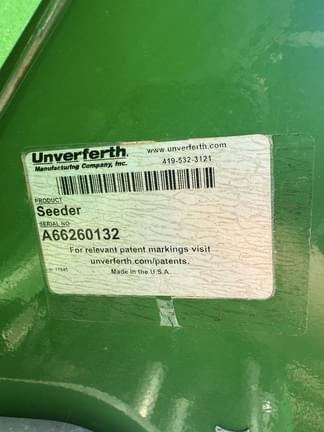 Unverferth
Manufacturing Company, Inc.
www.unverferth.com
419-532-3121
PRODUCT
Seeder
SERIAL NO.
A66260132
For relevant patent markings visit
unverferth.com/patents.
Made in the U.S.A.